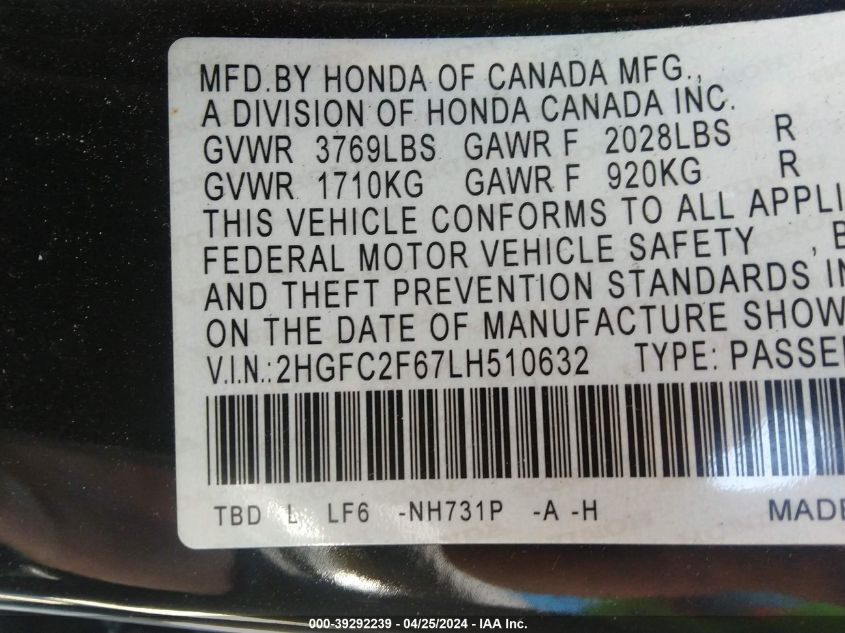 MFD.BY HONDA OF CANADA MFG.,
A DIVISION OF HONDA CANADA INC.
GVWR 3769LBS GAWR F 2028LBS R
GVWR 1710KG GAWR F 920KG R
THIS VEHICLE CONFORMS TO ALL APPLI
FEDERAL MOTOR VEHICLE SAFETY , B
AND THEFT PREVENTION STANDARDS IN
ON THE DATE OF MANUFACTURE SHOW
V.I.N.:2HGFC2F67LH510632 TYPE: PASSE
TBD L LF6 -NH731P -A -H MADE
000-39292239 - 04/25/2024 - IAA Inc.